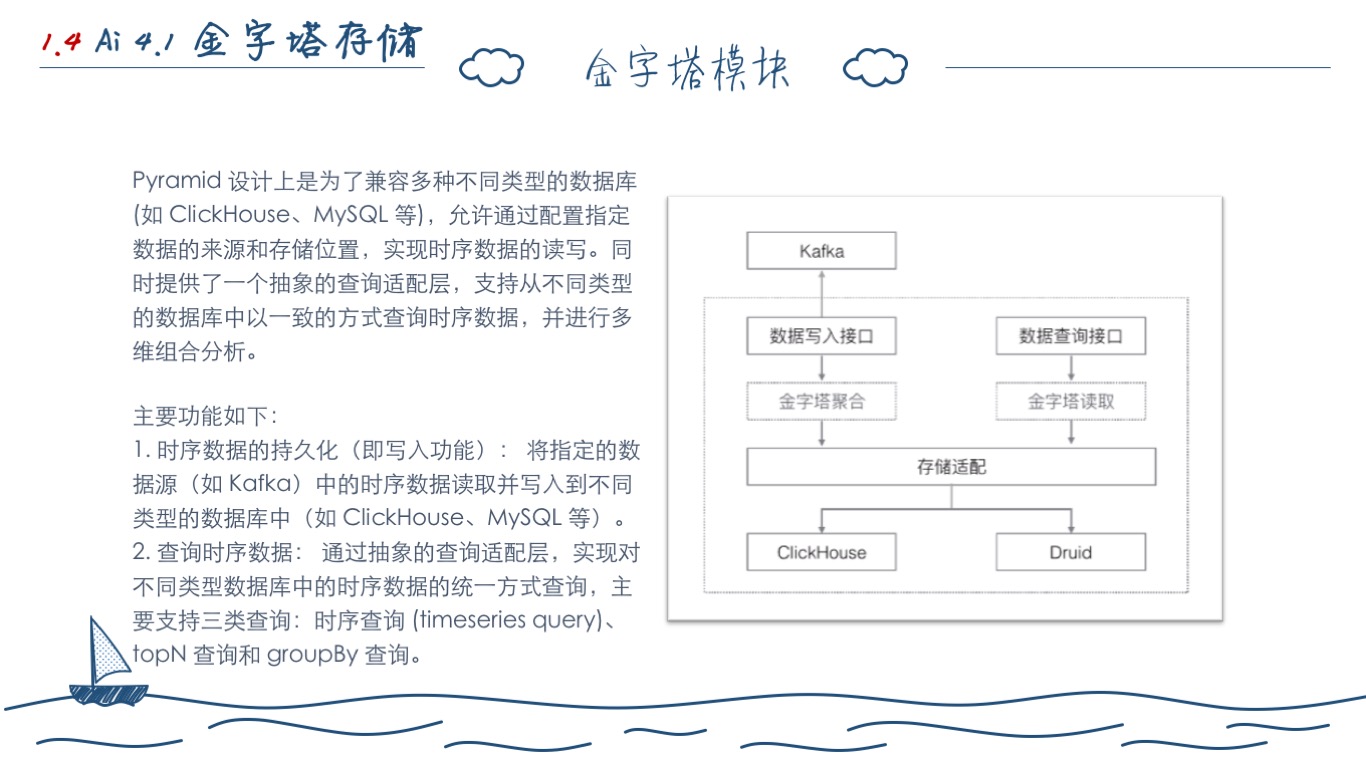 1.4 Ai 4.1 金字塔存储
金字塔模块
Pyramid 设计上是为了兼容多种不同类型的数据库
(如 ClickHouse、MySQL 等)，允许通过配置指定
数据的来源和存储位置，实现时序数据的读写。同
时提供了一个抽象的查询适配层，支持从不同类型
的数据库中以一致的方式查询时序数据，并进行多
维组合分析。
主要功能如下：
1. 时序数据的持久化（即写入功能）： 将指定的数
据源（如 Kafka）中的时序数据读取并写入到不同
类型的数据库中（如 ClickHouse、MySQL 等）。
2. 查询时序数据： 通过抽象的查询适配层，实现对
不同类型数据库中的时序数据的统一方式查询，主
要支持三类查询：时序查询 (timeseries query)、
topN 查询和 groupBy 查询。
Kafka
数据写入接口
数据查询接口
金字塔聚合
金字塔读取
存储适配
ClickHouse
Druid